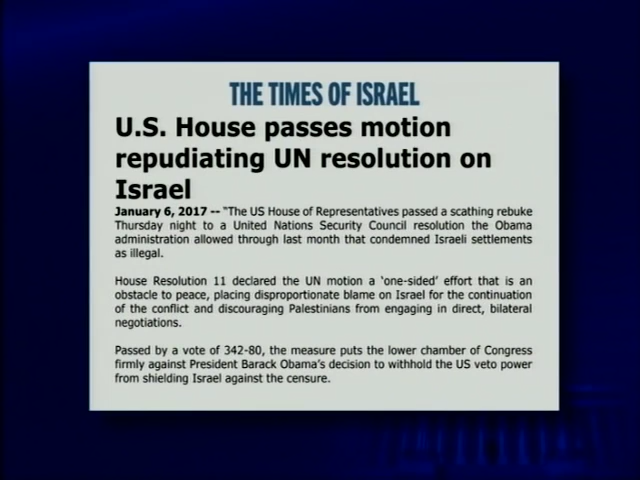 THE TIMES OF ISRAEL
U.S. House passes motion
repudiating UN resolution on
Israel
January 6, 2017 -- "The US House of Representatives passed a scathing rebuke
Thursday night to a United Nations Security Council resolution the Obama
administration allowed through last month that condemned Israeli settlements
as illegal.
House Resolution 11 declared the UN motion a 'one-sided' effort that is an
obstacle to peace, placing disproportionate blame on Israel for the continuation
of the conflict and discouraging Palestinians from engaging in direct, bilateral
negotiations.
Passed by a vote of 342-80, the measure puts the lower chamber of Congress
firmly against President Barack Obama's decision to withhold the US veto power
from shielding Israel against the censure.